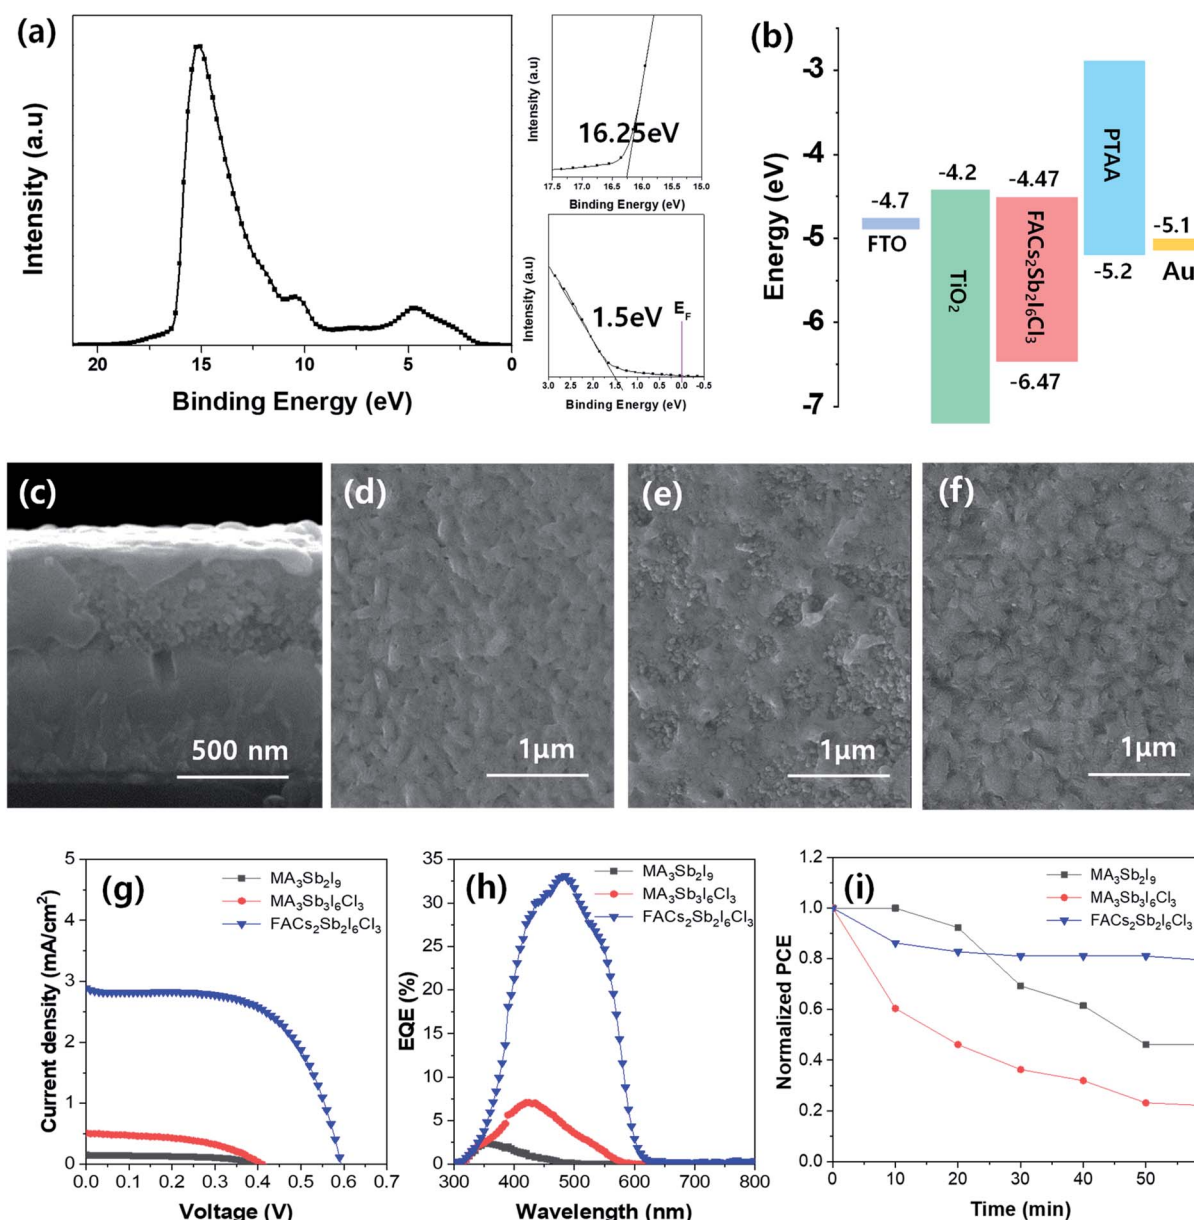 (a)
Intensity (a.u)
20
15
10
5
0
Binding Energy (eV)
Intensity (a.u)
16.25eV
17.5
17.0
16.5
16.0
15.5
15.0
Binding Energy (eV)
Intensity (a.u)
1.5eV
E_F
3.0
2.5
2.0
1.5
1.0
0.5
0.0
-0.5
Binding Energy (eV)
(b)
Energy (eV)
-3
-4
-5
-6
-7
-4.7
FTO
-4.2
TiO₂
-4.47
FACs₂Sb₂I₆Cl₃
-6.47
PTAA
-5.2
-5.1
Au
(c)
500 nm
(d)
1μm
(e)
1μm
(f)
1μm
(g)
MA₃Sb₂I₉
MA₃Sb₃I₆Cl₃
FACs₂Sb₂I₆Cl₃
Current density (mA/cm²)
5
4
3
2
1
0
0.0
0.1
0.2
0.3
0.4
0.5
0.6
0.7
Voltage (V)
(h)
MA₃Sb₂I₉
MA₃Sb₃I₆Cl₃
FACs₂Sb₂I₆Cl₃
EQE (%)
35
30
25
20
15
10
5
0
300
400
500
600
700
800
Wavelength (nm)
(i)
MA₃Sb₂I₉
MA₃Sb₃I₆Cl₃
FACs₂Sb₂I₆Cl₃
Normalized PCE
1.2
1.0
0.8
0.6
0.4
0.2
0.0
0
10
20
30
40
50
Time (min)